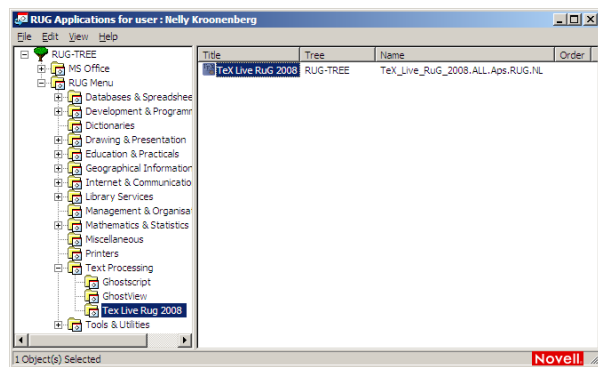 RUG Applications for user : Nelly Kroonenberg
File Edit View Help
RUG-TREE
MS Office
RUG Menu
Databases & Spreadshee
Development & Programr
Dictionaries
Drawing & Presentation
Education & Practicals
Geographical Information
Internet & Communicatio
Library Services
Management & Organisa
Mathematics & Statistics
Miscellaneous
Printers
Text Processing
Ghostscript
GhostView
Tex Live Rug 2008
Tools & Utilities
Title Tree Name Order
TeX Live RuG 2008 RUG-TREE TeX_Live_RuG_2008.ALL.Aps.RUG.NL
1 Object(s) Selected
Novell.